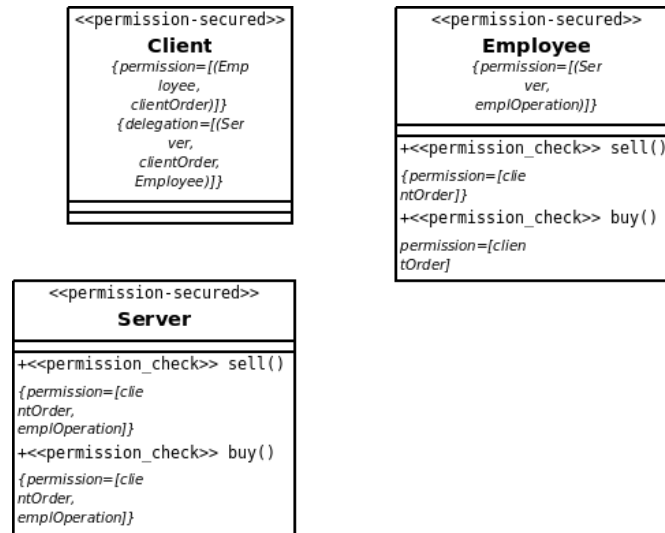 <<permission-secured>>
Client
{permission=[(Emp
loyee,
clientOrder)]}
{delegation=[(Ser
ver,
clientOrder,
Employee)]}
<<permission-secured>>
Employee
{permission=[(Ser
ver,
emplOperation)]}
+<<permission_check>> sell()
{permission=[clie
ntOrder]}
+<<permission_check>> buy()
permission=[clien
tOrder]
<<permission-secured>>
Server
+<<permission_check>> sell()
{permission=[clie
ntOrder,
emplOperation]}
+<<permission_check>> buy()
{permission=[clie
ntOrder,
emplOperation]}